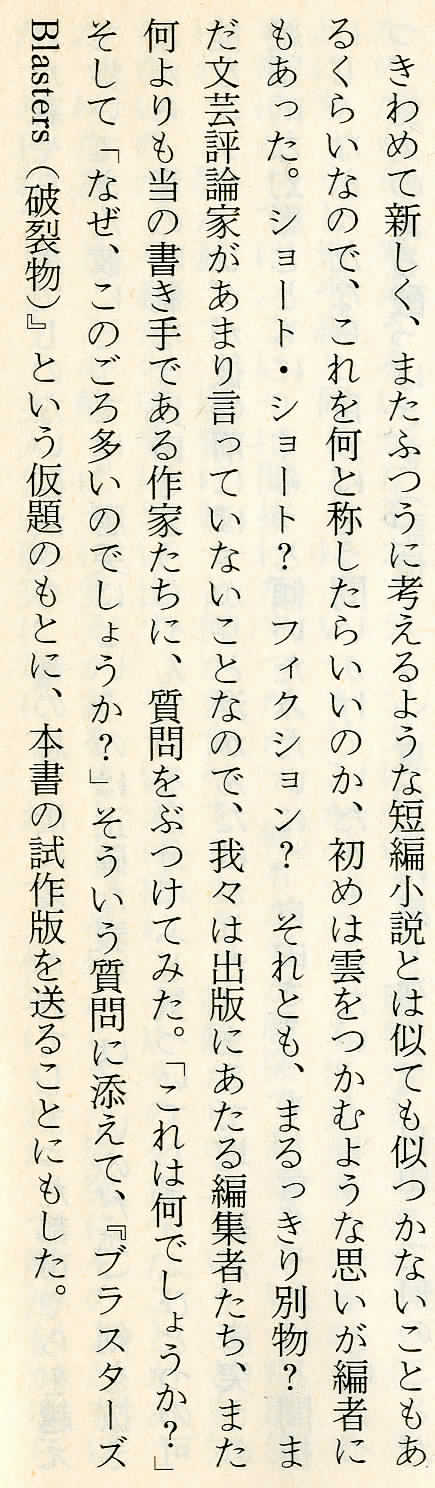 きわめて新しく、またふつうに考えるような短編小説とは似ても似つかないこともあ
るくらいなので、これを何と称したらいいのか、初めは雲をつかむような思いが編者に
もあった。ショート・ショート？　フィクション？　それとも、まるっきり別物？　ま
だ文芸評論家があまり言っていないことなので、我々は出版にあたる編集者たち、また
何よりも当の書き手である作家たちに、質問をぶつけてみた。「これは何でしょうか？」
そして「なぜ、このごろ多いのでしょうか？」そういう質問に添えて、『ブラスターズ
Blasters（破裂物）』という仮題のもとに、本書の試作版を送ることにもした。